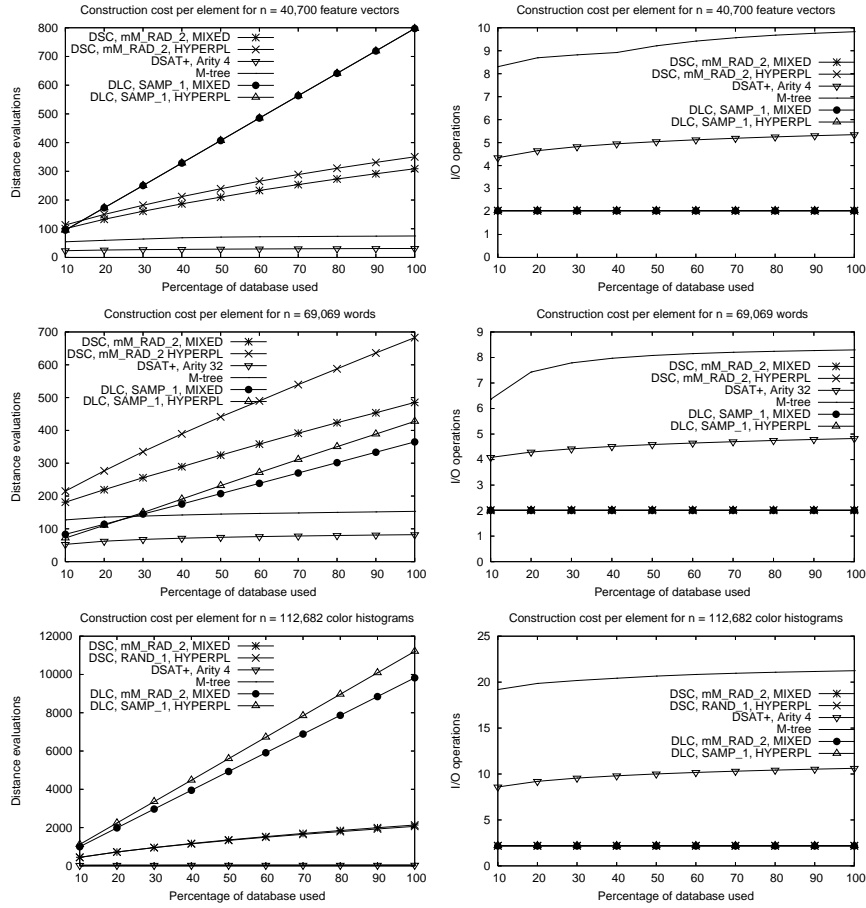 Construction cost per element for n = 40,700 feature vectors
Distance evaluations
800
700
600
500
400
300
200
100
0
DSC, mM_RAD_2, MIXED
DSC, mM_RAD_2, HYPERPL
DSAT+, Arity 4
M-tree
DLC, SAMP_1, MIXED
DLC, SAMP_1, HYPERPL
10 20 30 40 50 60 70 80 90 100
Percentage of database used
Construction cost per element for n = 40,700 feature vectors
I/O operations
10
9
8
7
6
5
4
3
2
1
0
DSC, mM_RAD_2, MIXED
DSC, mM_RAD_2, HYPERPL
DSAT+, Arity 4
M-tree
DLC, SAMP_1, MIXED
DLC, SAMP_1, HYPERPL
10 20 30 40 50 60 70 80 90 100
Percentage of database used
Construction cost per element for n = 69,069 words
Distance evaluations
700
600
500
400
300
200
100
0
DSC, mM_RAD_2, MIXED
DSC, mM_RAD_2 HYPERPL
DSAT+, Arity 32
M-tree
DLC, SAMP_1, MIXED
DLC, SAMP_1, HYPERPL
10 20 30 40 50 60 70 80 90 100
Percentage of database used
Construction cost per element for n = 69,069 words
I/O operations
9
8
7
6
5
4
3
2
1
0
DSC, mM_RAD_2, MIXED
DSC, mM_RAD_2, HYPERPL
DSAT+, Arity 32
M-tree
DLC, SAMP_1, MIXED
DLC, SAMP_1, HYPERPL
10 20 30 40 50 60 70 80 90 100
Percentage of database used
Construction cost per element for n = 112,682 color histograms
Distance evaluations
12000
10000
8000
6000
4000
2000
0
DSC, mM_RAD_2, MIXED
DSC, RAND_1, HYPERPL
DSAT+, Arity 4
M-tree
DLC, mM_RAD_2, MIXED
DLC, SAMP_1, HYPERPL
10 20 30 40 50 60 70 80 90 100
Percentage of database used
Construction cost per element for n = 112,682 color histograms
I/O operations
25
20
15
10
5
0
DSC, mM_RAD_2, MIXED
DSC, RAND_1, HYPERPL
DSAT+, Arity 4
M-tree
DLC, mM_RAD_2, MIXED
DLC, SAMP_1, HYPERPL
10 20 30 40 50 60 70 80 90 100
Percentage of database used